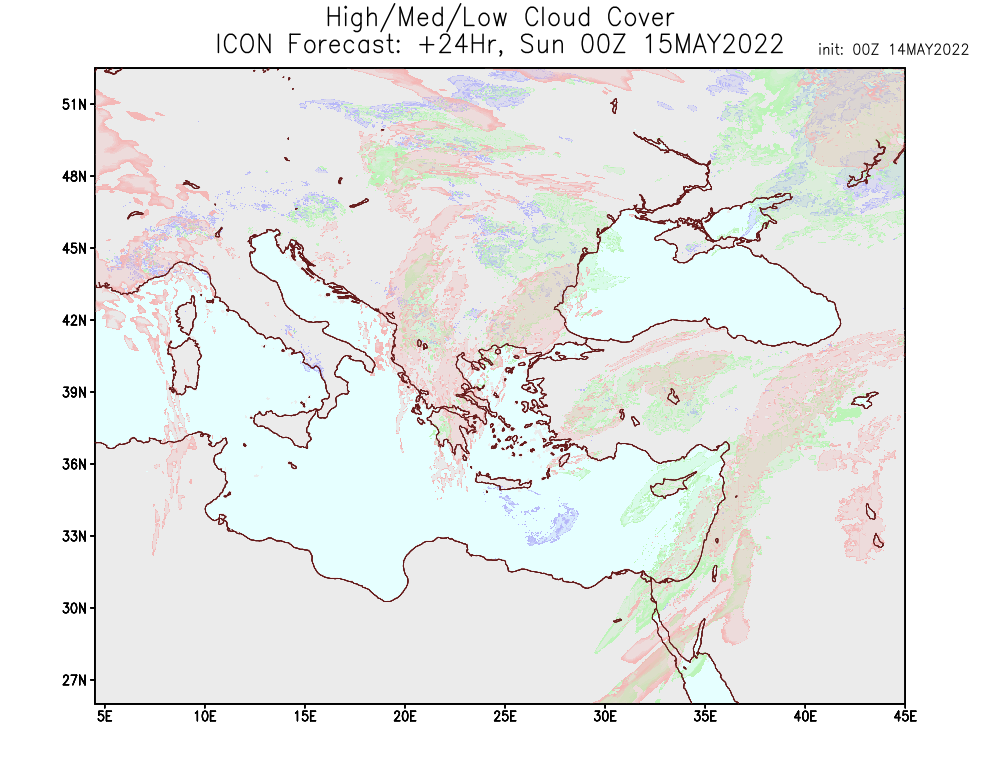 High/Med/Low Cloud Cover
ICON Forecast: +24Hr, Sun 00Z 15MAY2022
init: 00Z 14MAY2022
51N
48N
45N
42N
39N
36N
33N
30N
27N
5E 10E 15E 20E 25E 30E 35E 40E 45E